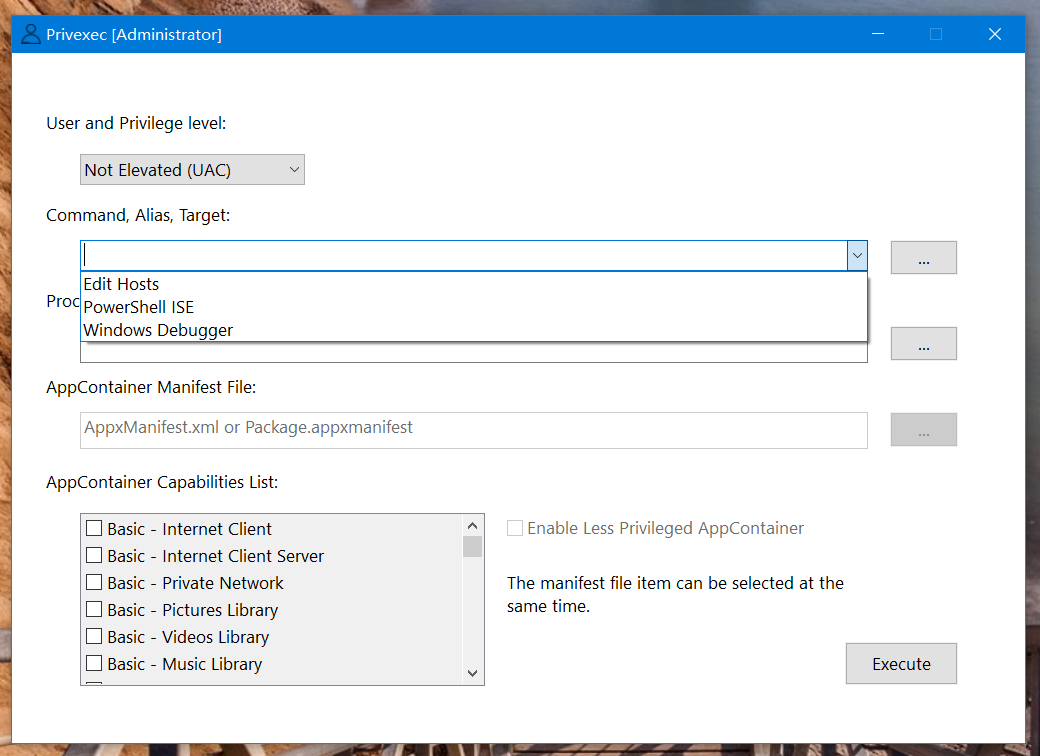 Privexec [Administrator]
User and Privilege level:
Not Elevated (UAC)
Command, Alias, Target:
...
Edit Hosts
PowerShell ISE
Windows Debugger
Proc
...
AppContainer Manifest File:
AppxManifest.xml or Package.appxmanifest
...
AppContainer Capabilities List:
Basic - Internet Client
Basic - Internet Client Server
Basic - Private Network
Basic - Pictures Library
Basic - Videos Library
Basic - Music Library
Enable Less Privileged AppContainer
The manifest file item can be selected at the
same time.
Execute